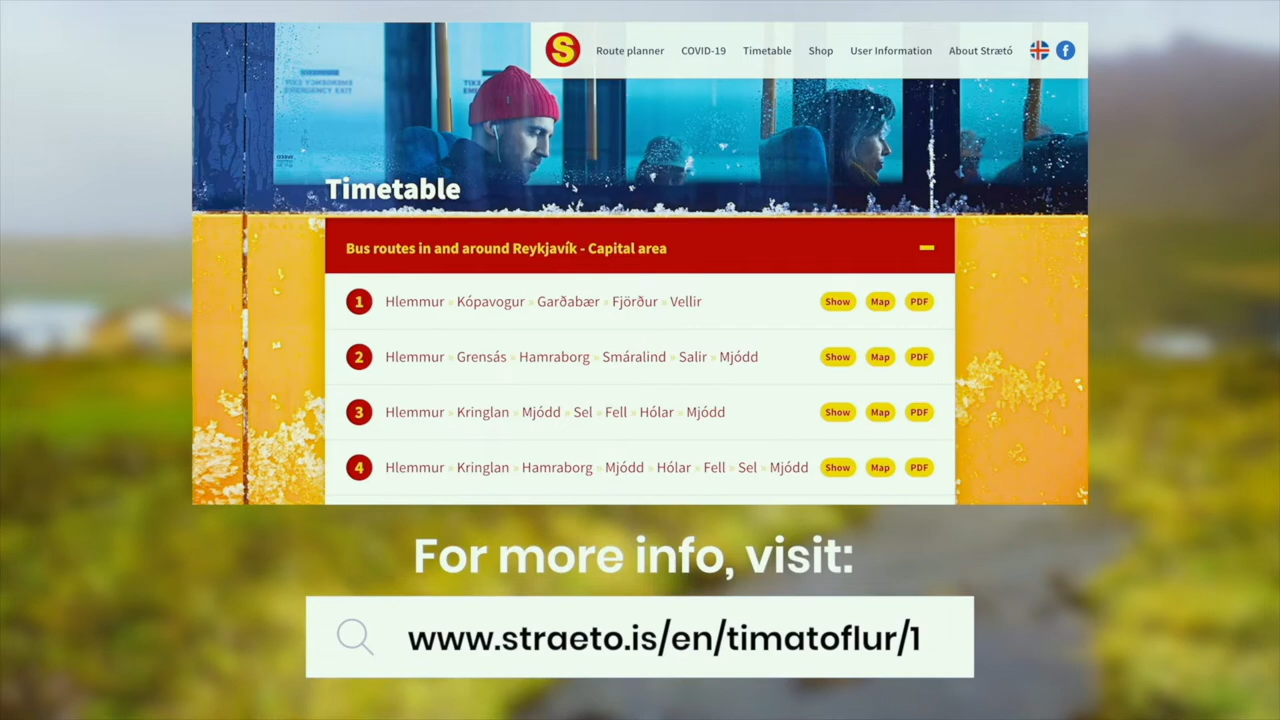 S Route planner COVID-19 Timetable Shop User Information About Strætó f
Timetable
Bus routes in and around Reykjavík - Capital area
1 Hlemmur » Kópavogur » Garðabær » Fjörður » Vellir Show Map PDF
2 Hlemmur » Grensás » Hamraborg » Smáralind » Salir » Mjódd Show Map PDF
3 Hlemmur » Kringlan » Mjódd » Sel » Fell » Hólar » Mjódd Show Map PDF
4 Hlemmur » Kringlan » Hamraborg » Mjódd » Hólar » Fell » Sel » Mjódd Show Map PDF
For more info, visit:
www.straeto.is/en/timatoflur/1